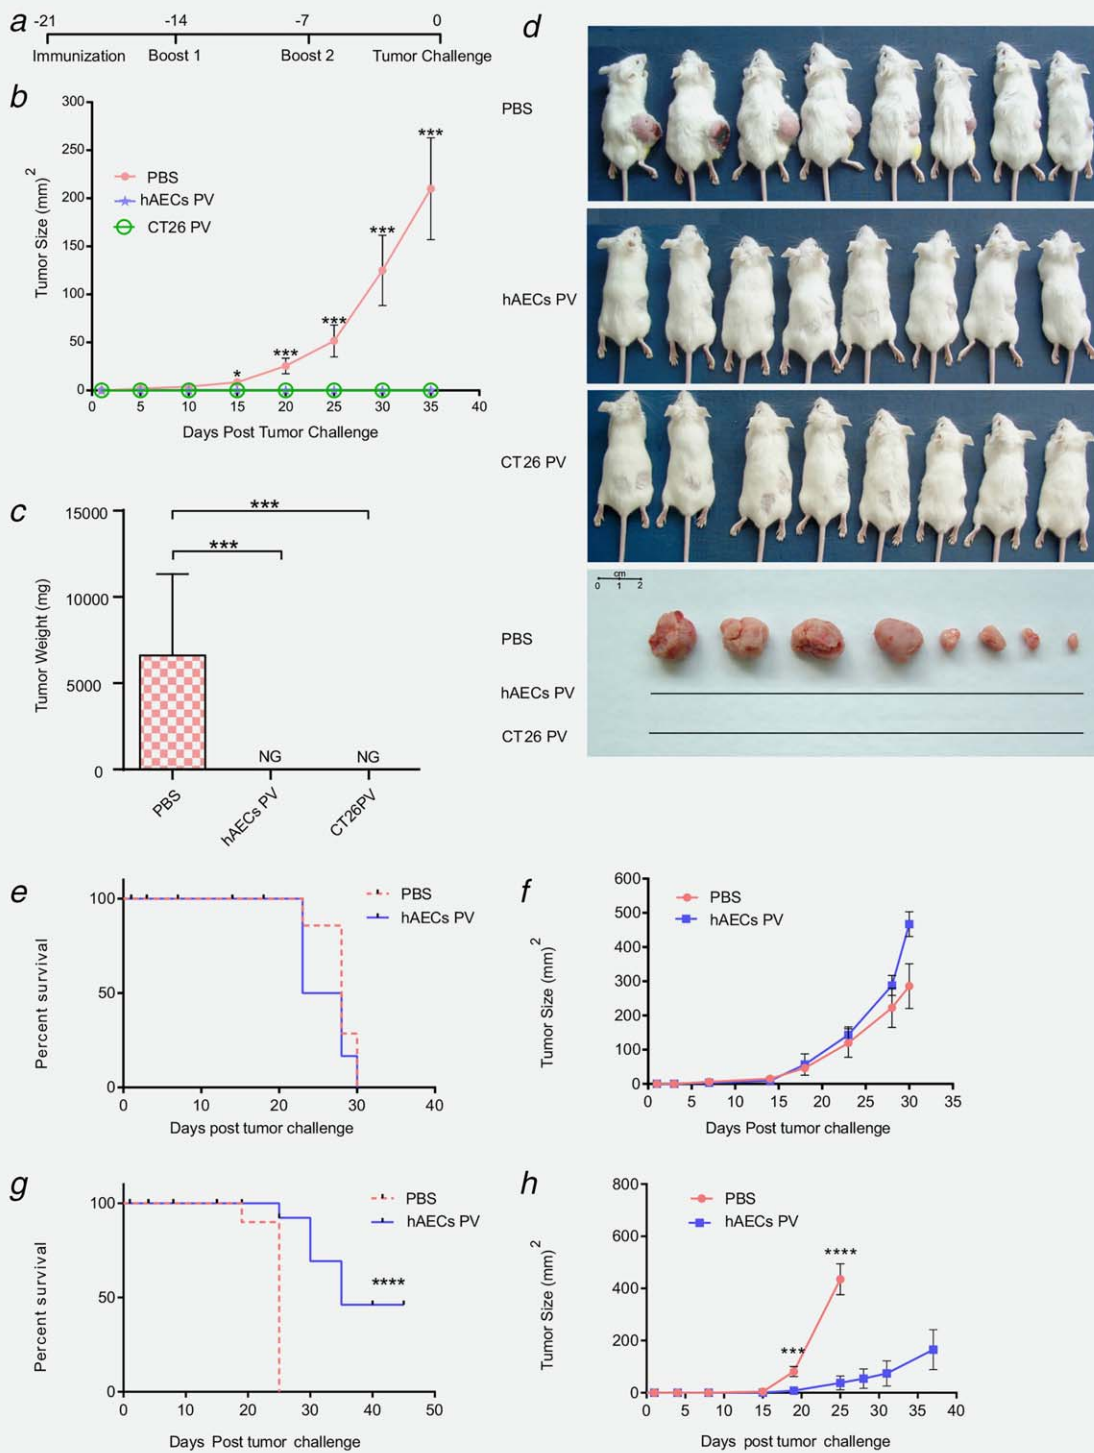 a
-21 -14 -7 0
Immunization Boost 1 Boost 2 Tumor Challenge
b
Tumor Size (mm)2
300
250
200
150
100
50
0
PBS
hAECs PV
CT26 PV
***
***
***
***
*
0 5 10 15 20 25 30 35 40
Days Post Tumor Challenge
c
Tumor Weight (mg)
15000
10000
5000
0
***
***
NG NG
PBS hAECs PV CT26PV
d
PBS
hAECs PV
CT26 PV
cm
0 1 2
PBS
hAECs PV
CT26 PV
e
Percent survival
100
50
0
PBS
hAECs PV
0 10 20 30 40
Days post tumor challenge
f
Tumor Size (mm)2
600
500
400
300
200
100
0
PBS
hAECs PV
0 5 10 15 20 25 30 35
Days Post tumor challenge
g
Percent survival
100
50
0
PBS
hAECs PV
****
0 10 20 30 40 50
Days Post tumor challenge
h
Tumor Size (mm)2
800
600
400
200
0
PBS
hAECs PV
****
***
0 5 10 15 20 25 30 35 40
Days post tumor challenge